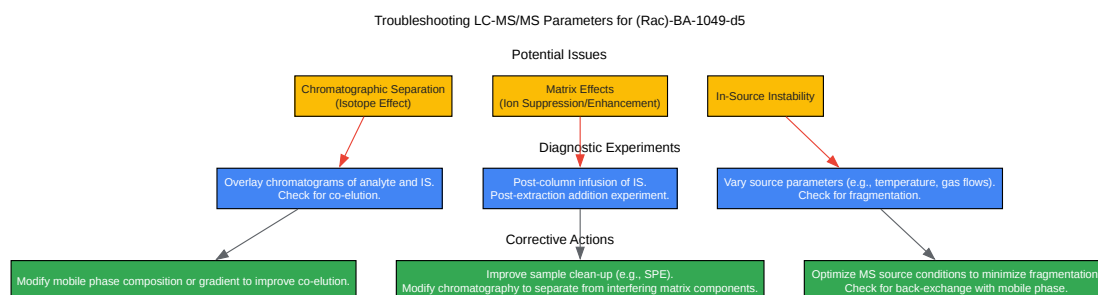 Troubleshooting LC-MS/MS Parameters for (Rac)-BA-1049-d5
Potential Issues
Chromatographic Separation
(Isotope Effect)
Matrix Effects
(Ion Suppression/Enhancement)
In-Source Instability
Diagnostic Experiments
Overlay chromatograms of analyte and IS.
Check for co-elution.
Post-column infusion of IS.
Post-extraction addition experiment.
Vary source parameters (e.g., temperature, gas flows).
Check for fragmentation.
Corrective Actions
Modify mobile phase composition or gradient to improve co-elution.
Improve sample clean-up (e.g., SPE).
Modify chromatography to separate from interfering matrix components.
Optimize MS source conditions to minimize fragmentation
Check for back-exchange with mobile phase.